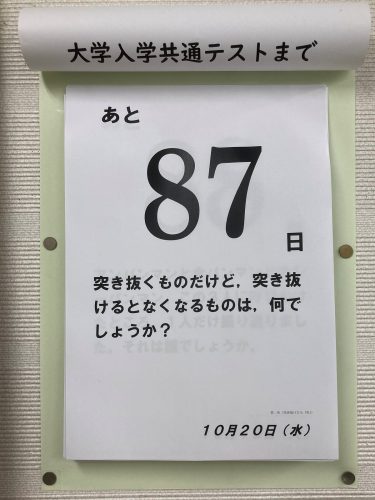 大学入学共通テストまで
あと
87
日
突き抜くものだけど，突き抜
けるとなくなるものは，何で
しょうか？
10月20日（水）